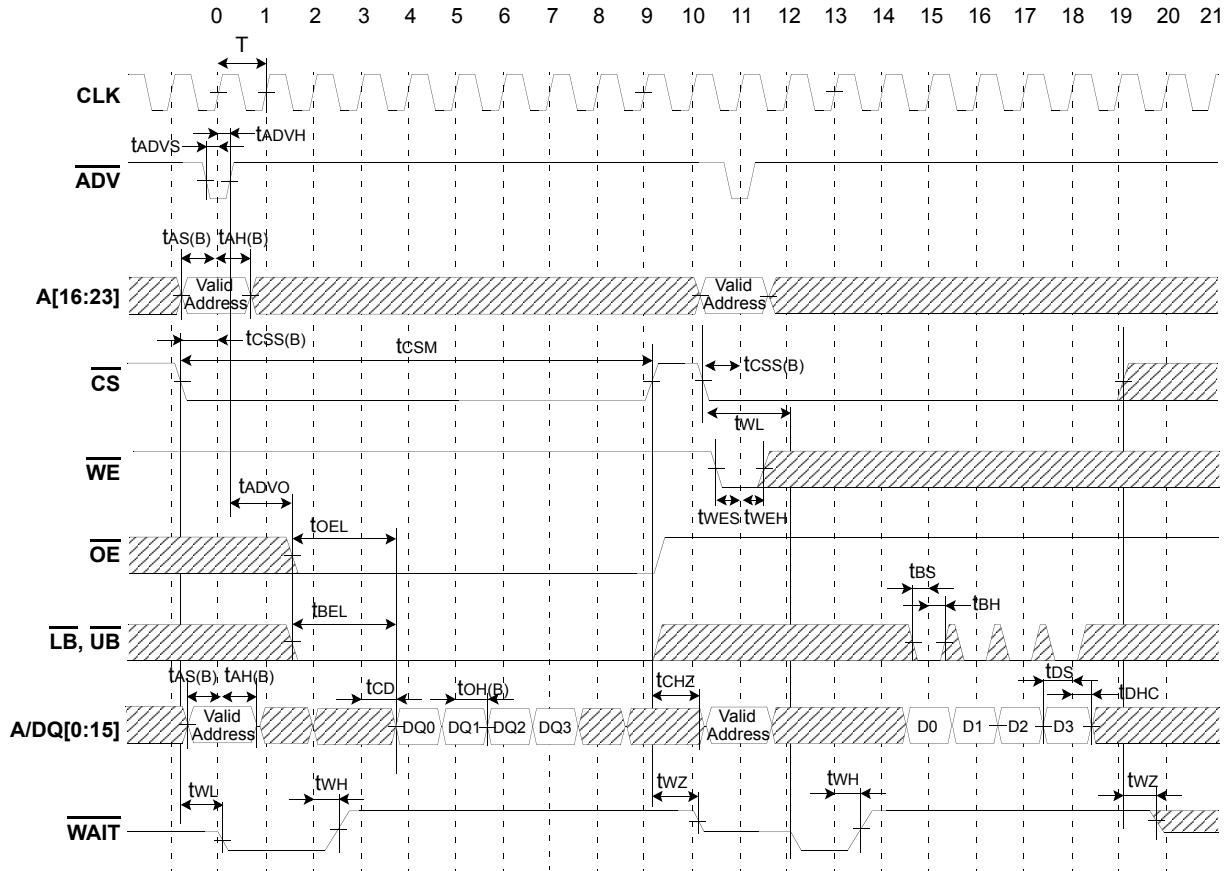 0 1 2 3 4 5 6 7 8 9 10 11 12 13 14 15 16 17 18 19 20 21
T
CLK
tADVS tADVH
ADV
tAS(B) tAH(B)
A[16:23] Valid Address Valid Address
tCSS(B) tCSM tCSS(B)
CS
tWL
WE
tADVO tWES tWEH
tOEL
OE
tBS
tBEL tBH
LB, UB
tAS(B) tAH(B) tCD tOH(B) tCHZ tDS tDHC
A/DQ[0:15] Valid Address DQ0 DQ1 DQ2 DQ3 Valid Address D0 D1 D2 D3
tWL tWH tWZ tWH tWZ
WAIT